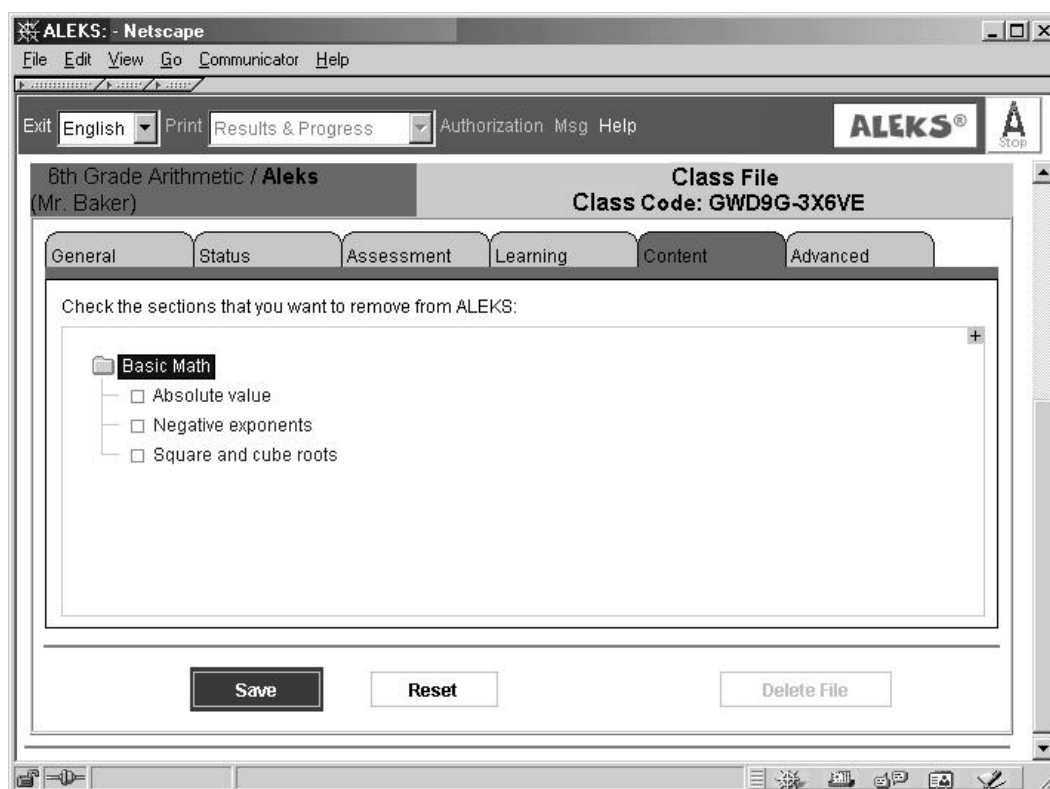 ALEKS: - Netscape
File Edit View Go Communicator Help
Exit English Print Results & Progress Authorization Msg Help ALEKS® Stop
6th Grade Arithmetic / Aleks
(Mr. Baker)
Class File
Class Code: GWD9G-3X6VE
General Status Assessment Learning Content Advanced
Check the sections that you want to remove from ALEKS:
Basic Math
Absolute value
Negative exponents
Square and cube roots
Save Reset Delete File